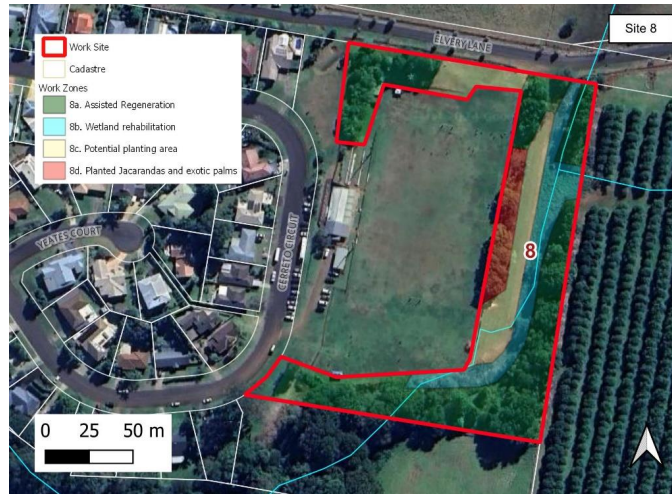 Site 8
ELVERY LANE
Work Site
Cadastre
Work Zones
8a. Assisted Regeneration
8b. Wetland rehabilitation
8c. Potential planting area
8d. Planted Jacarandas and exotic palms
YEATES COURT
CERRETO CIRCUIT
8
0 25 50 m